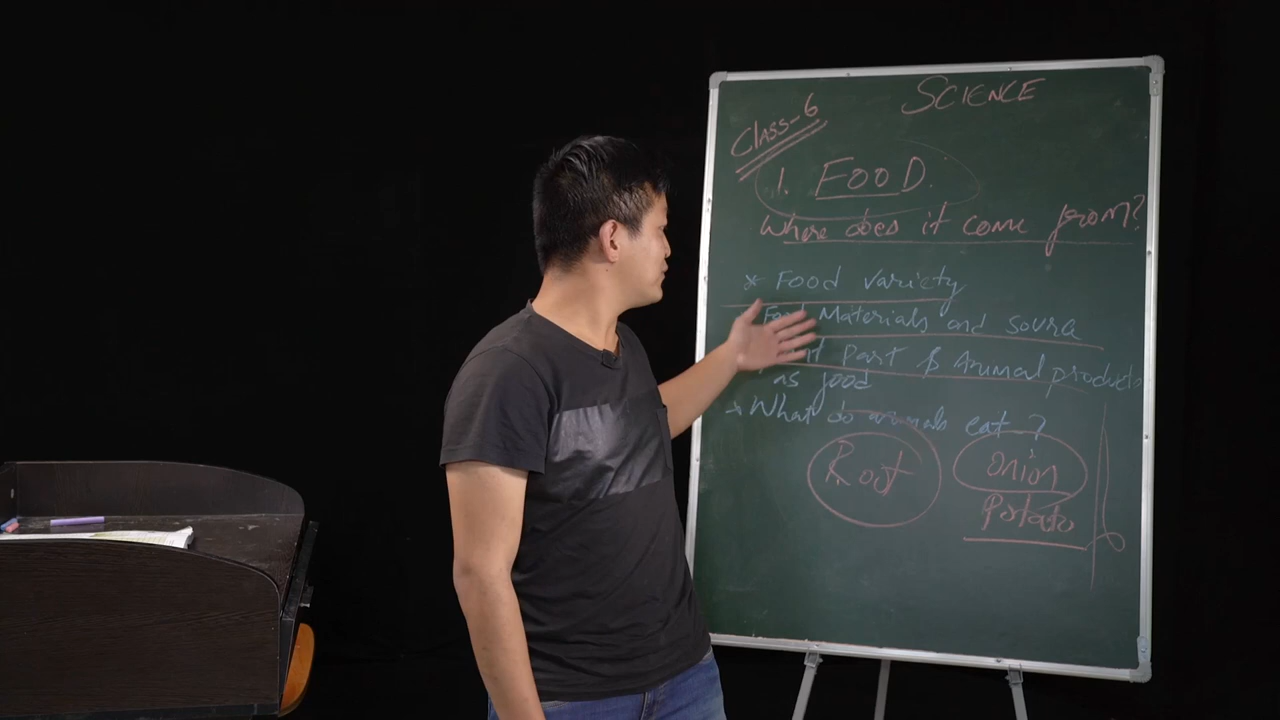 SCIENCE
Class-6
1. FOOD.
Where does it come from?
* Food variety
Food Materials and Source
Part & Animal products
as food
* What do animals eat ?
Root
onion
Potato